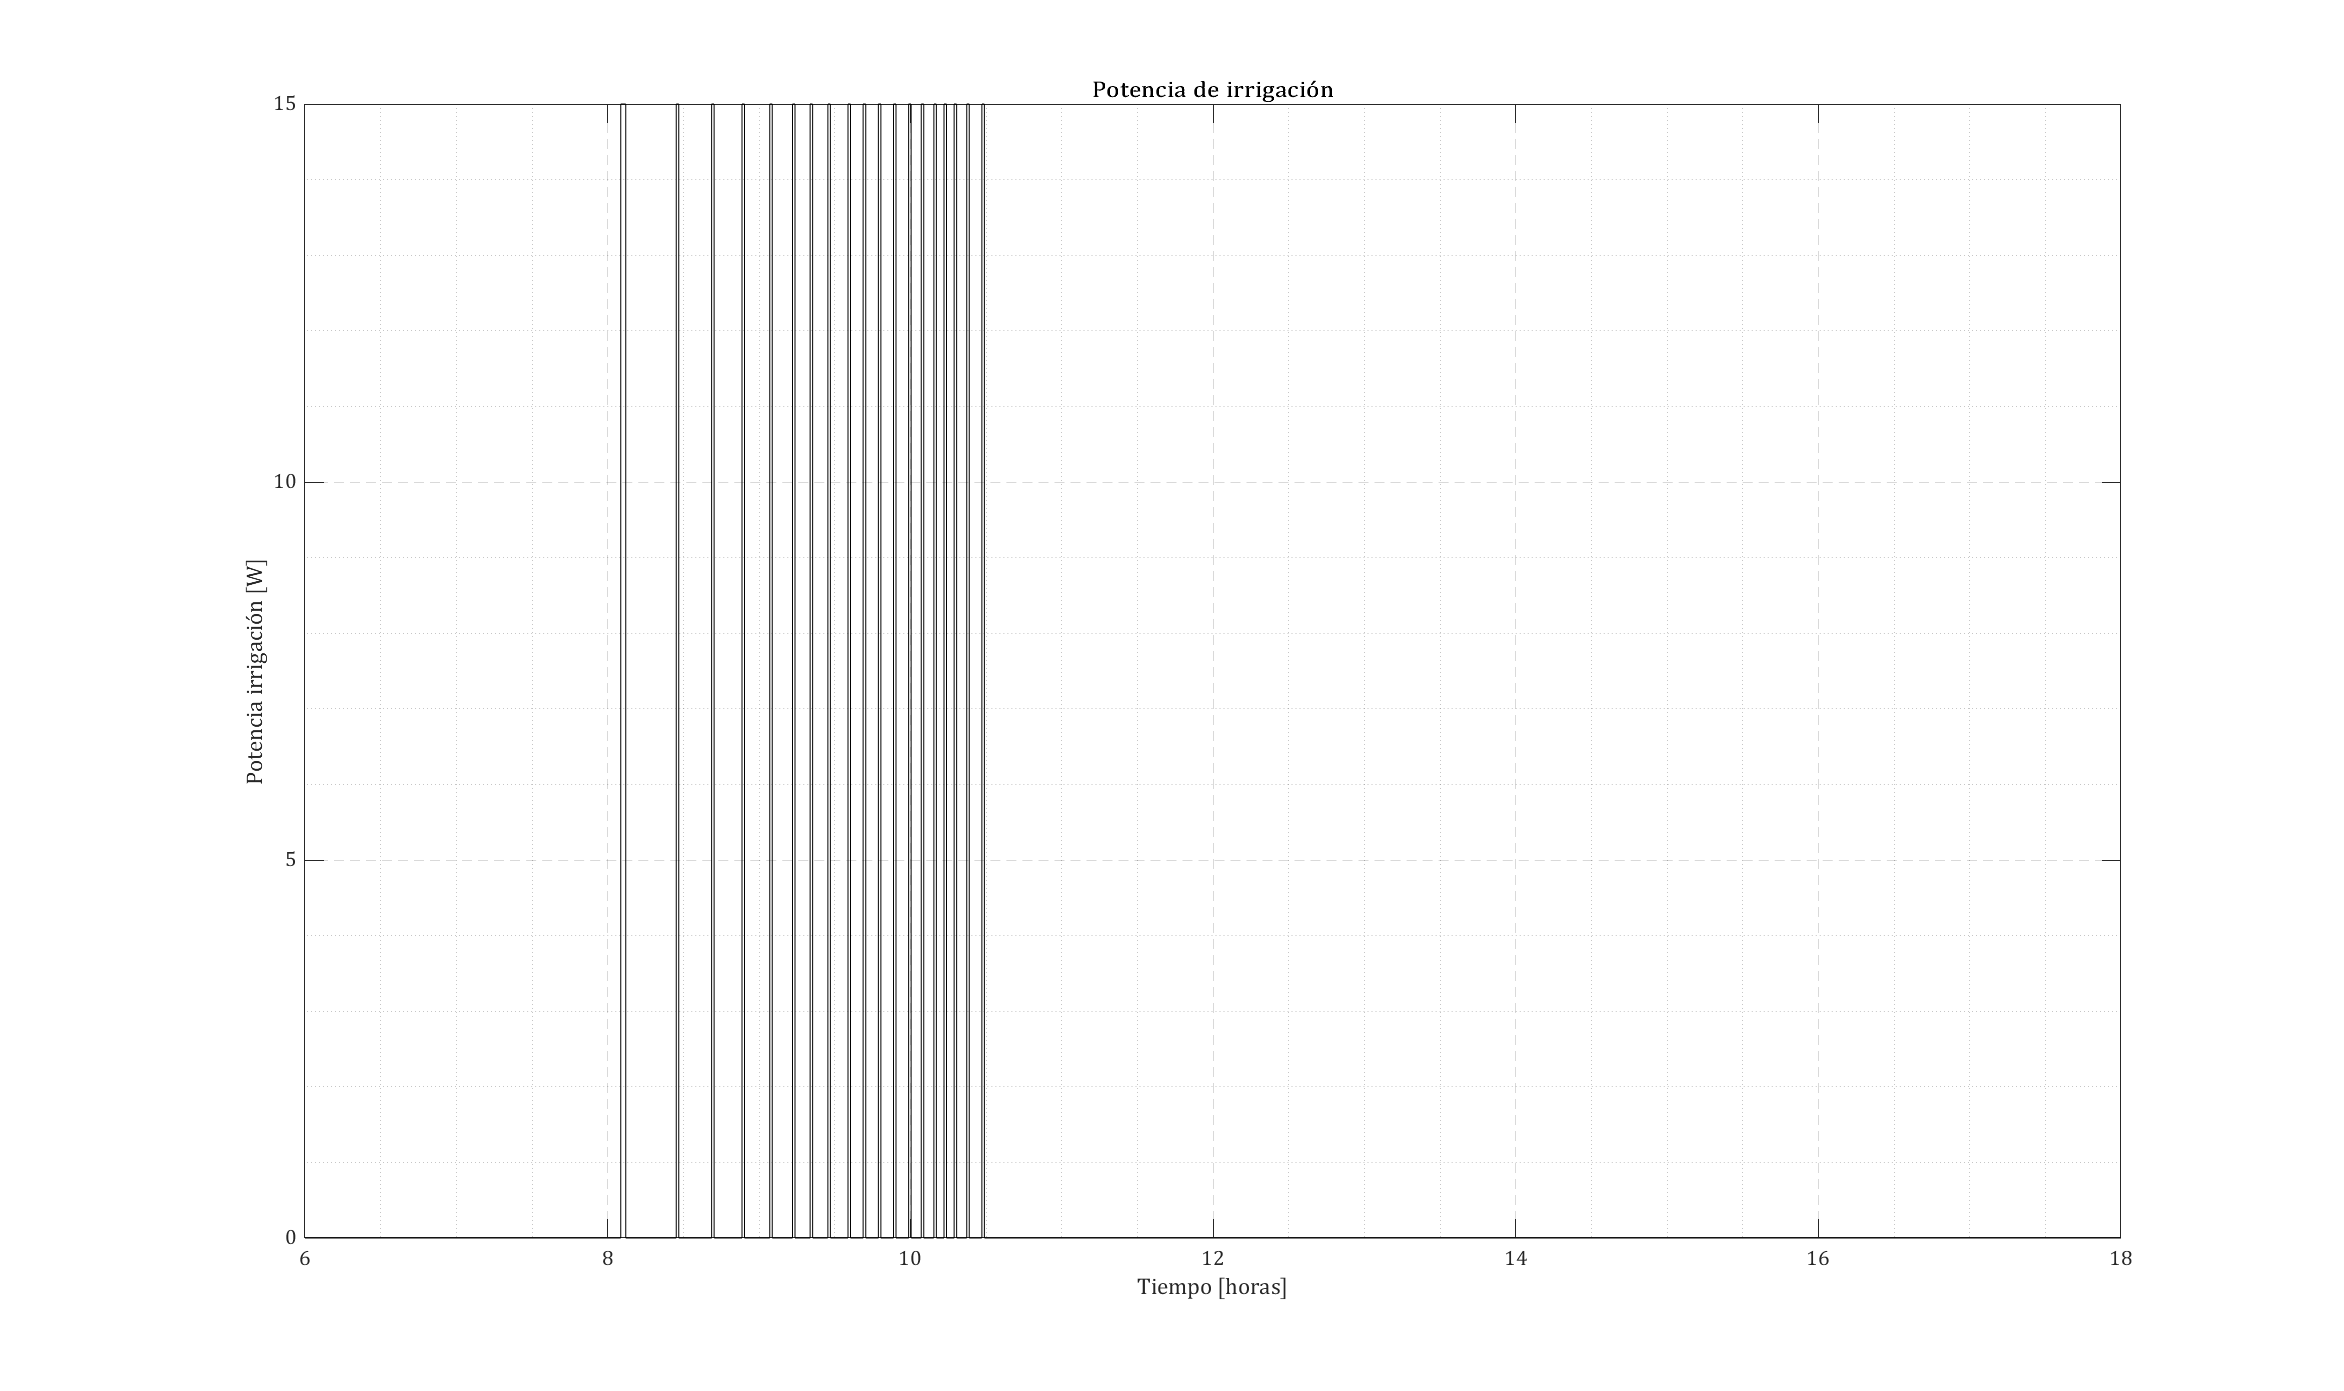 Potencia de irrigación
15
10
5
0
Potencia irrigación [W]
6 8 10 12 14 16 18
Tiempo [horas]